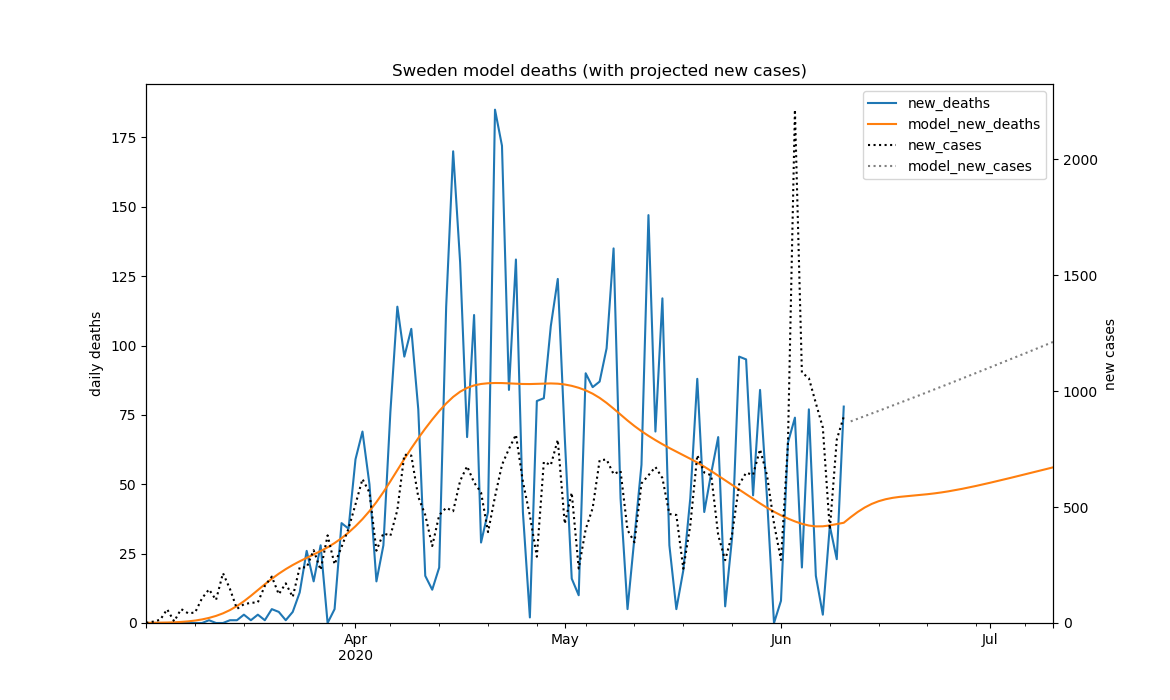 Sweden model deaths (with projected new cases)
new_deaths
model_new_deaths
new_cases
model_new_cases
175
150
125
100
75
50
25
0
daily deaths
2000
1500
1000
500
0
new cases
Apr
2020
May
Jun
Jul